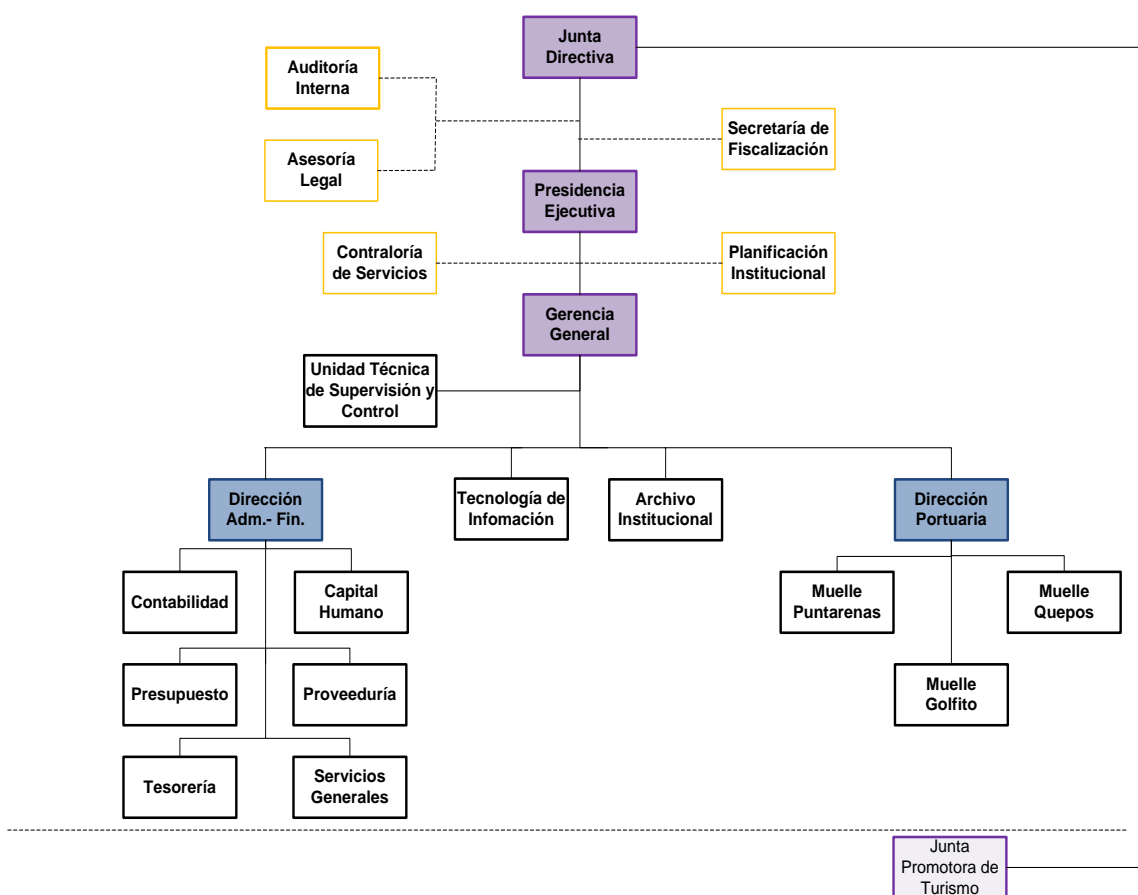 Junta
Directiva
Auditoría
Interna
Secretaría de
Fiscalización
Asesoría
Legal
Presidencia
Ejecutiva
Contraloría
de Servicios
Planificación
Institucional
Gerencia
General
Unidad Técnica
de Supervisión y
Control
Dirección
Adm.- Fin.
Tecnología de
Infomación
Archivo
Institucional
Dirección
Portuaria
Contabilidad
Capital
Humano
Muelle
Puntarenas
Muelle
Quepos
Presupuesto
Proveeduría
Muelle
Golfito
Tesorería
Servicios
Generales
Junta
Promotora de
Turismo